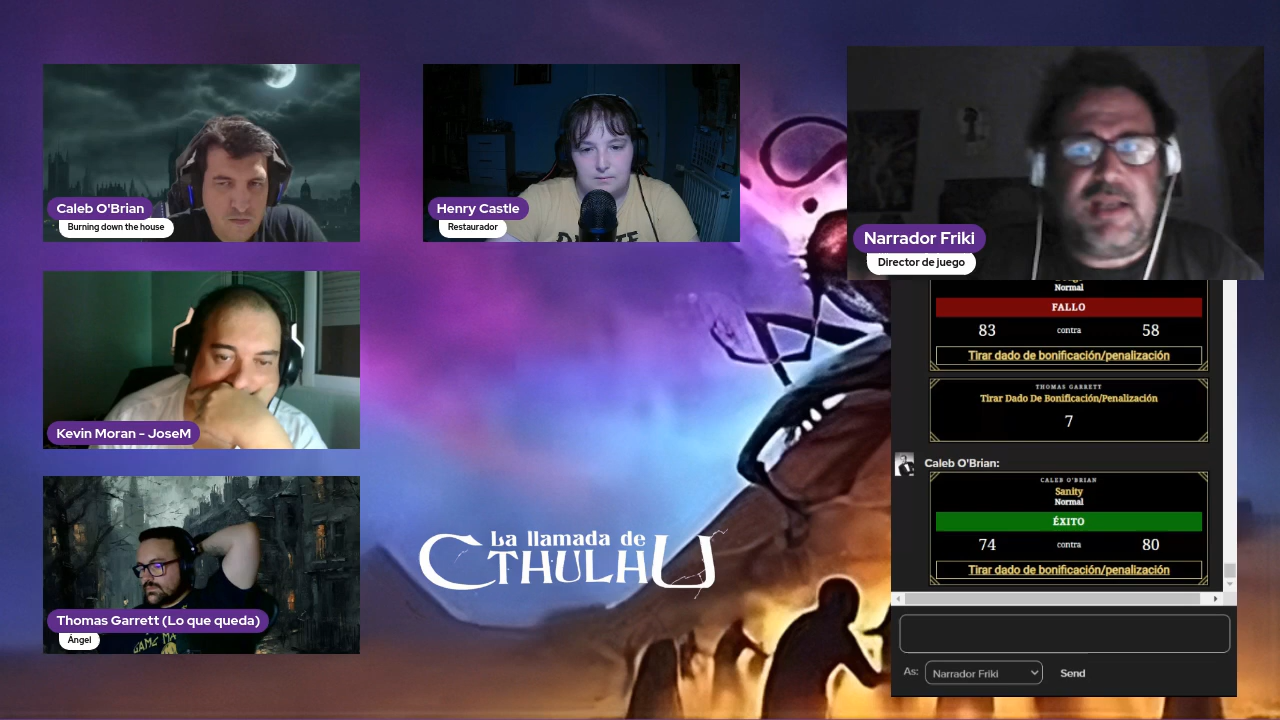 Caleb O'Brian
Burning down the house
Henry Castle
Restaurador
Narrador Friki
Director de juego
Kevin Moran - JoseM
Thomas Garrett (Lo que queda)
Ángel
GAME MA
La llamada de
CTHULHU
Normal
FALLO
83 contra 58
Tirar dado de bonificación/penalización
THOMAS GARRETT
Tirar Dado De Bonificación/Penalización
7
Caleb O'Brian:
CALEB O'BRIAN
Sanity
Normal
ÉXITO
74 contra 80
Tirar dado de bonificación/penalización
As: Narrador Friki Send